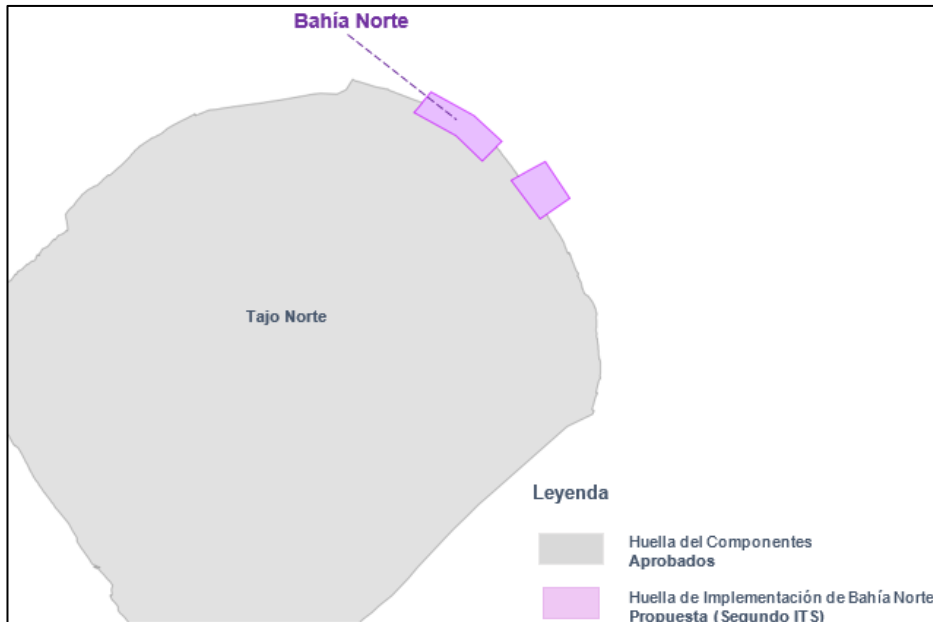 Bahía Norte
Tajo Norte
Leyenda
Huella del Componentes
Aprobados
Huella de Implementación de Bahía Norte
Propuesta (Segundo ITS)